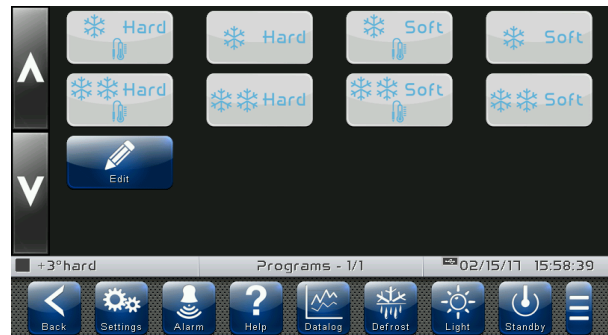 Hard
Hard
Soft
Soft
Hard
Hard
Soft
Soft
Edit
+3°hard Programs - 1/1 02/15/17 15:58:39
Back Settings Alarm Help Datalog Defrost Light Standby